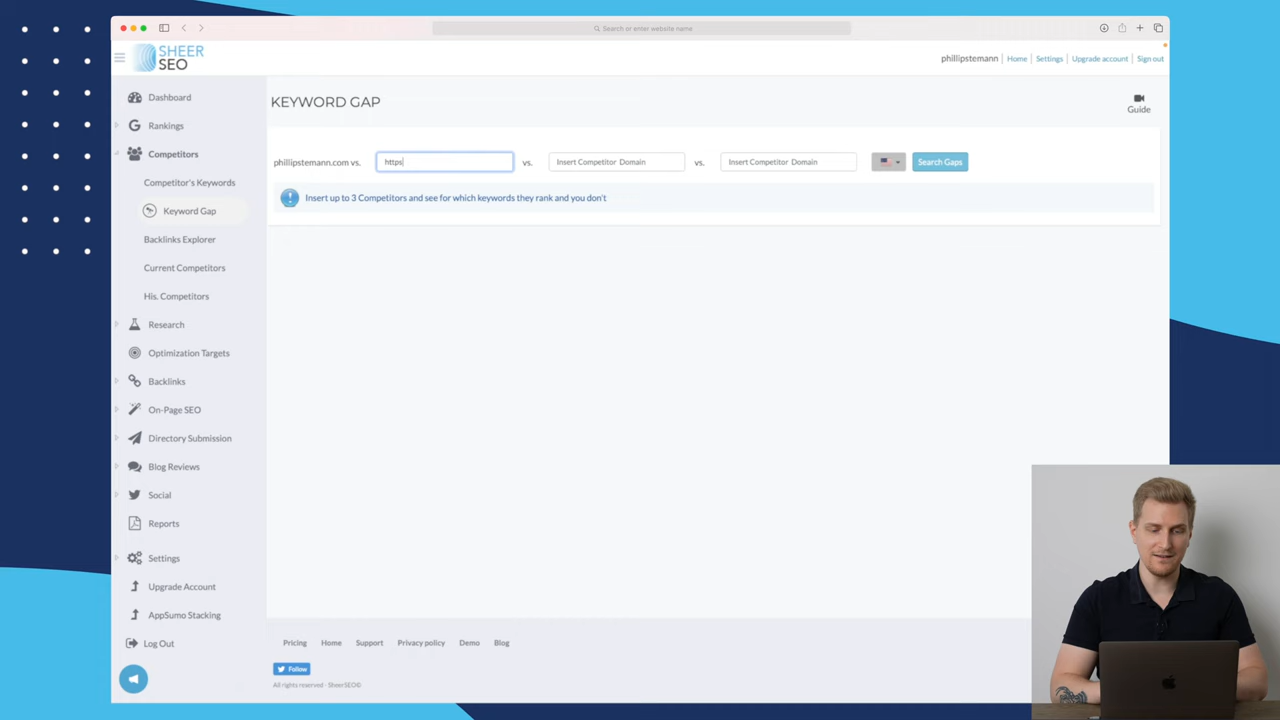 Search or enter website name
SHEER
SEO
phillipstemann | Home | Settings | Upgrade account | Sign out
Dashboard
Rankings
Competitors
Competitor's Keywords
Keyword Gap
Backlinks Explorer
Current Competitors
His. Competitors
Research
Optimization Targets
Backlinks
On-Page SEO
Directory Submission
Blog Reviews
Social
Reports
Settings
Upgrade Account
AppSumo Stacking
Log Out
KEYWORD GAP
Guide
phillipstemann.com vs. https vs. Insert Competitor Domain vs. Insert Competitor Domain Search Gaps
Insert up to 3 Competitors and see for which keywords they rank and you don't
Pricing Home Support Privacy policy Demo Blog
Follow
All rights reserved - SheerSEO©